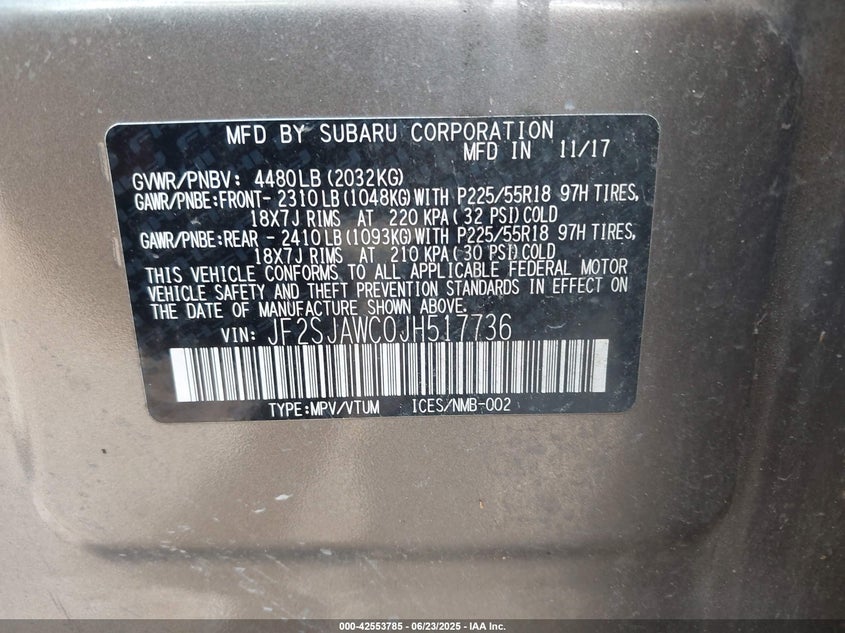 MFD BY SUBARU CORPORATION
MFD IN 11/17
GVWR/PNBV: 4480LB(2032KG)
GAWR/PNBE:FRONT- 2310LB(1048KG)WITH P225/55R18 97H TIRES,
18X7J RIMS AT 220 KPA(32 PSI)COLD
GAWR/PNBE:REAR - 2410LB(1093KG)WITH P225/55R18 97H TIRES,
18X7J RIMS AT 210 KPA(30 PSI)COLD
THIS VEHICLE CONFORMS TO ALL APPLICABLE FEDERAL MOTOR
VEHICLE SAFETY AND THEFT PREVENTION STANDARDS IN EFFECT ON
THE DATE OF MANUFACTURE SHOWN ABOVE.
VIN: JF2SJAWC0JH517736
TYPE:MPV/VTUM ICES/NMB-002
000-42553785 - 06/23/2025 - IAA Inc.